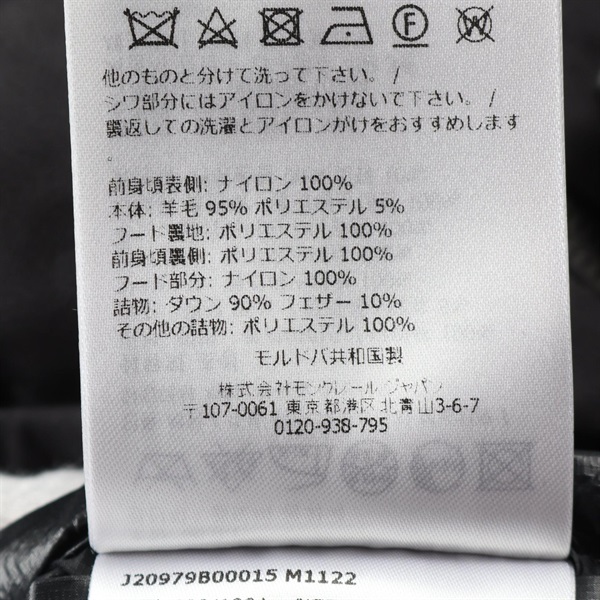 他のものと分けて洗って下さい。 /
シワ部分にはアイロンをかけないで下さい。 /
裏返しての洗濯とアイロンがけをおすすめします
。
前身頃表側: ナイロン 100%
本体: 羊毛 95% ポリエステル 5%
フード裏地: ポリエステル 100%
前身頃裏側: ポリエステル 100%
フード部分: ナイロン 100%
詰物: ダウン 90% フェザー 10%
その他の詰物: ポリエステル 100%
モルドバ共和国製
株式会社モンクレール ジャパン
〒107-0061 東京都港区北青山3-6-7
0120-938-795
J20979B00015 M1122